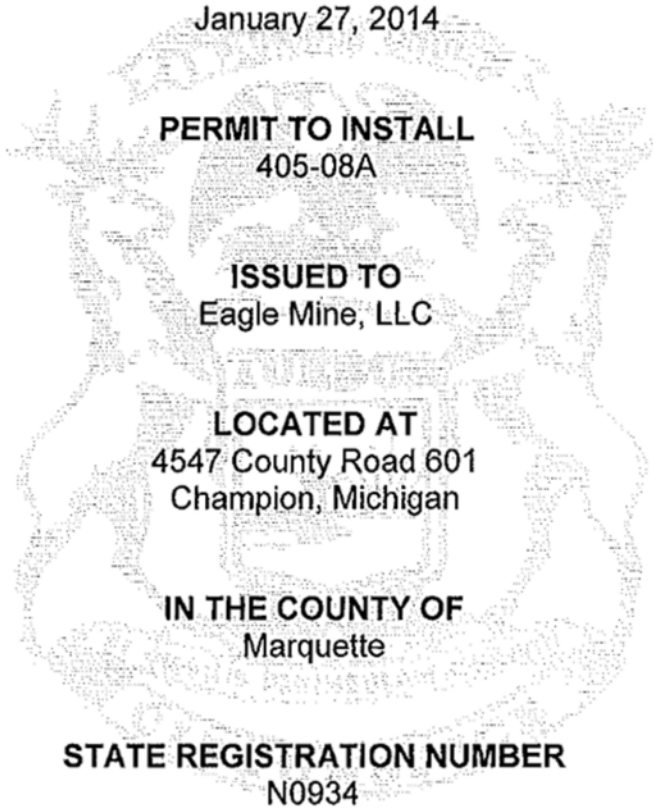 January 27, 2014
PERMIT TO INSTALL
405-08A
ISSUED TO
Eagle Mine, LLC
LOCATED AT
4547 County Road 601
Champion, Michigan
IN THE COUNTY OF
Marquette
STATE REGISTRATION NUMBER
N0934